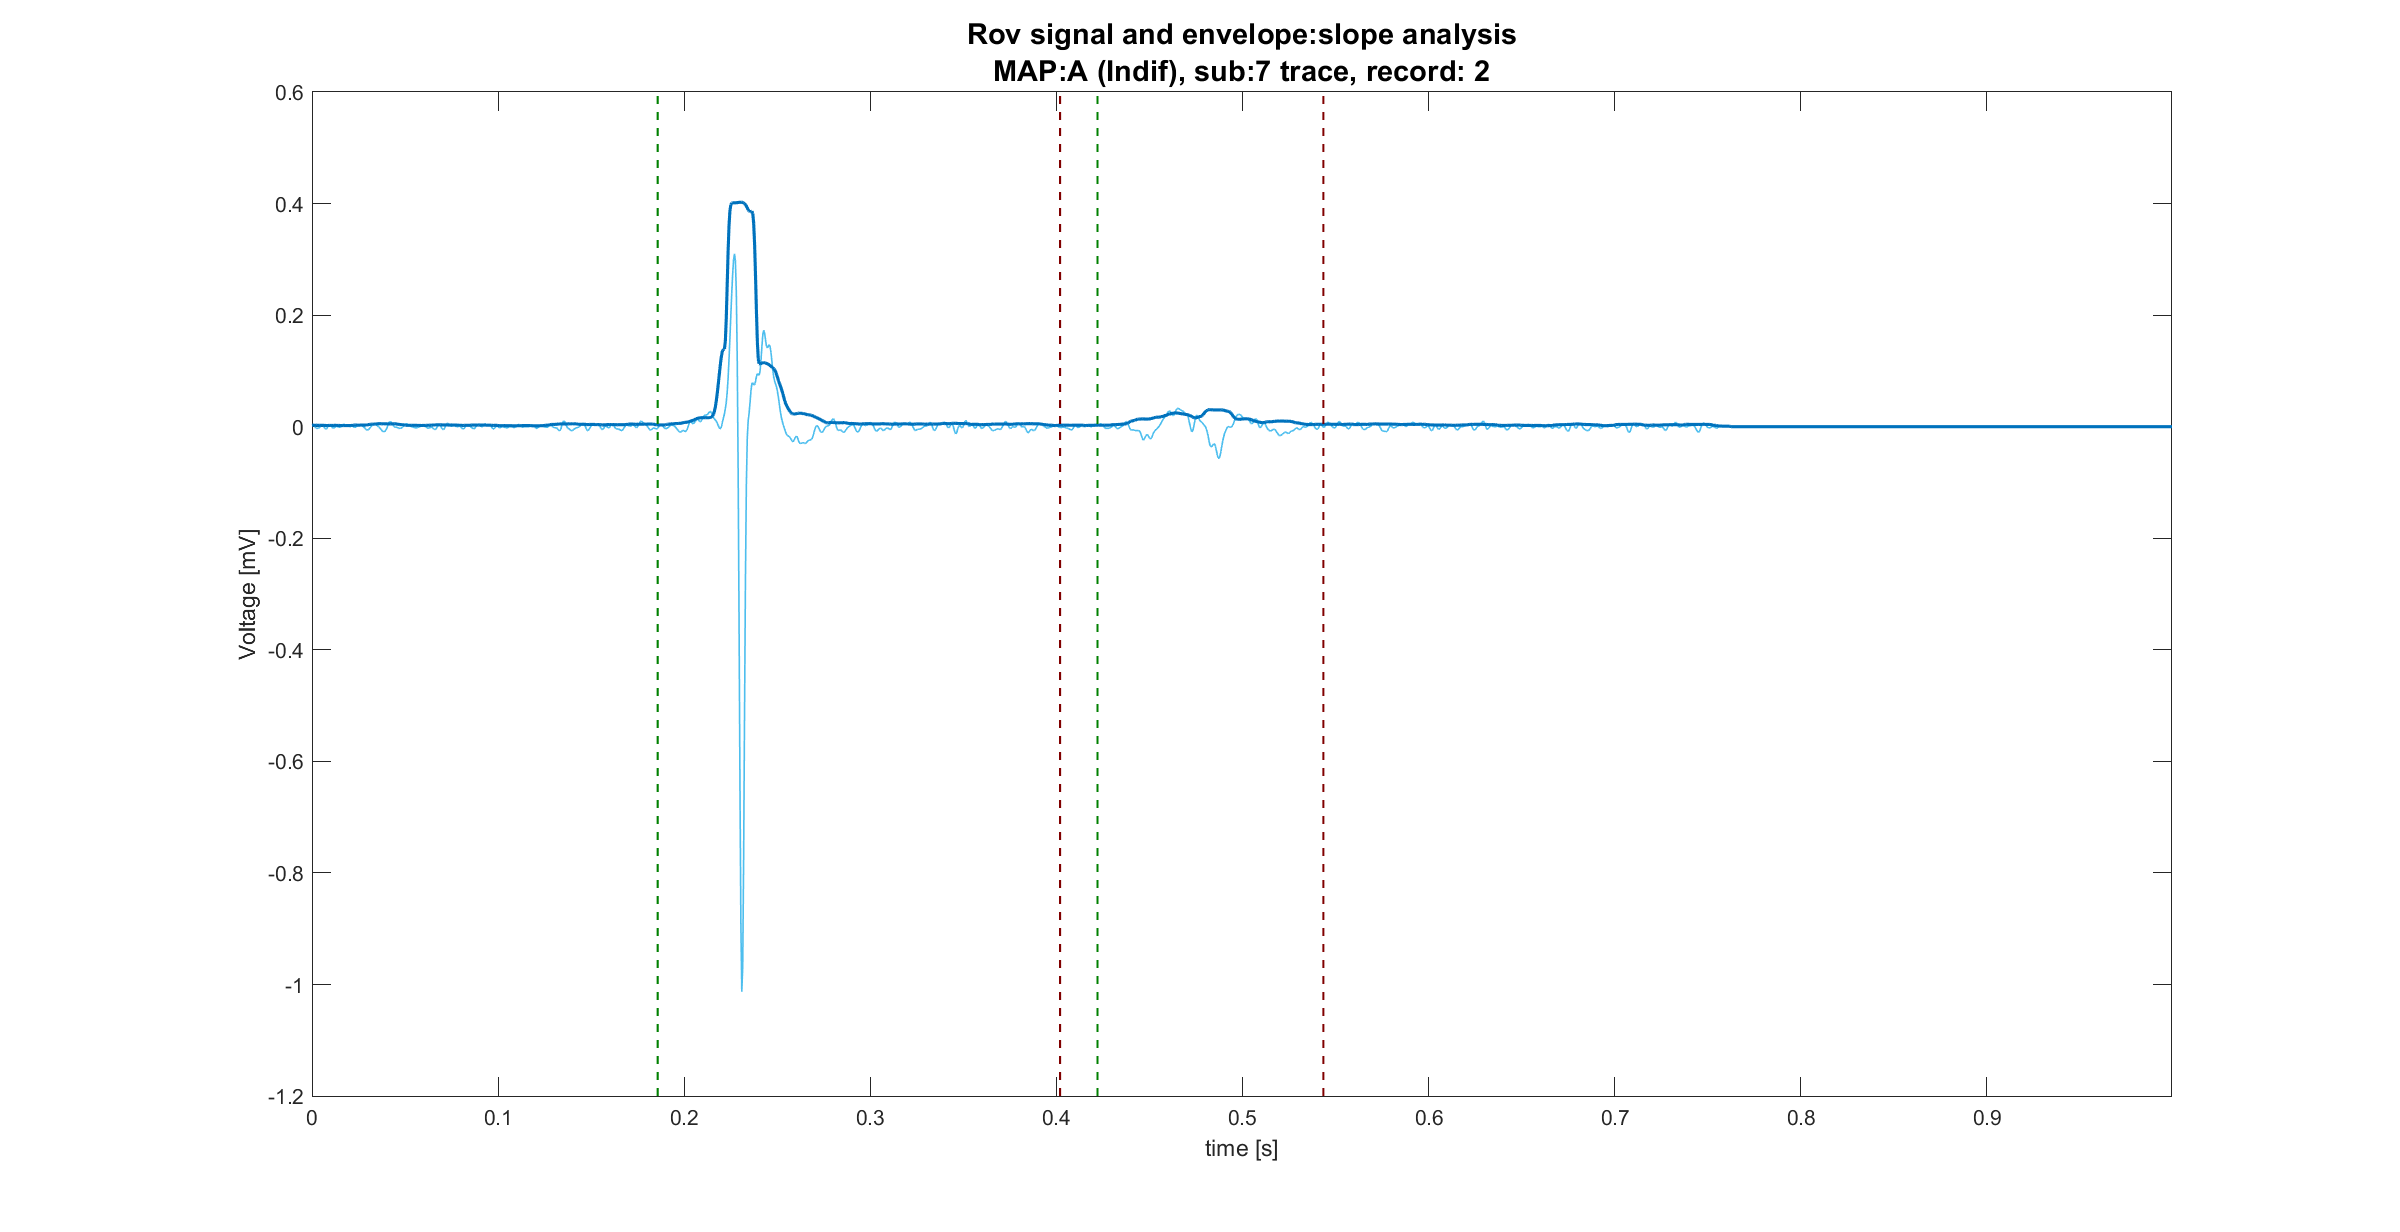 Rov signal and envelope:slope analysis
MAP:A (Indif), sub:7 trace, record: 2
0.6
0.4
0.2
0
-0.2
-0.4
-0.6
-0.8
-1
-1.2
Voltage [mV]
0 0.1 0.2 0.3 0.4 0.5 0.6 0.7 0.8 0.9
time [s]